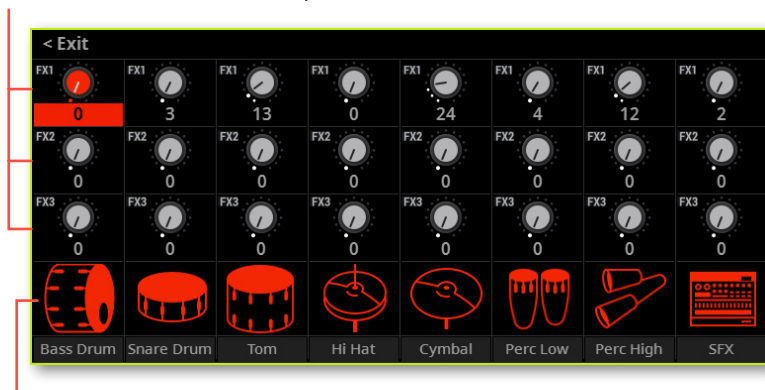 < Exit
FX1 FX1 FX1 FX1 FX1 FX1 FX1 FX1
0 3 13 0 24 4 12 2
FX2 FX2 FX2 FX2 FX2 FX2 FX2 FX2
0 0 0 0 0 0 0 0
FX3 FX3 FX3 FX3 FX3 FX3 FX3 FX3
0 0 0 0 0 0 0 0
Bass Drum Snare Drum Tom Hi Hat Cymbal Perc Low Perc High SFX